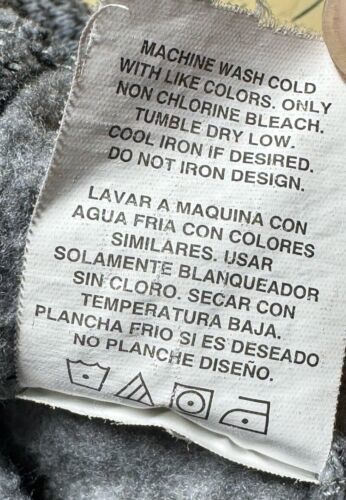 MACHINE WASH COLD
WITH LIKE COLORS. ONLY
NON CHLORINE BLEACH.
TUMBLE DRY LOW.
COOL IRON IF DESIRED.
DO NOT IRON DESIGN.
LAVAR A MAQUINA CON
AGUA FRIA CON COLORES
SIMILARES. USAR
SOLAMENTE BLANQUEADOR
SIN CLORO. SECAR CON
TEMPERATURA BAJA.
PLANCHA FRIO SI ES DESEADO
NO PLANCHE DISEÑO.